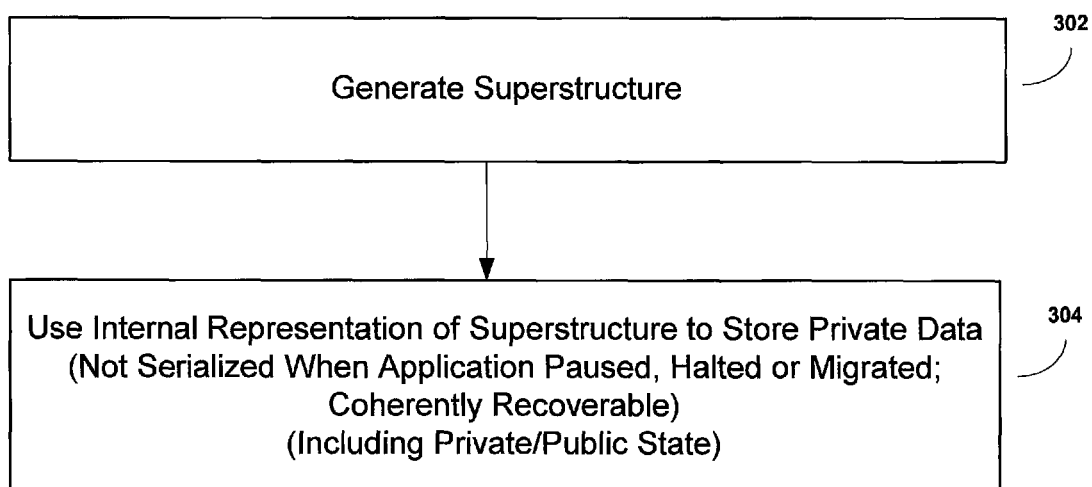 302
Generate Superstructure
Use Internal Representation of Superstructure to Store Private Data
304
(Not Serialized When Application Paused, Halted or Migrated;
Coherently Recoverable)
(Including Private/Public State)